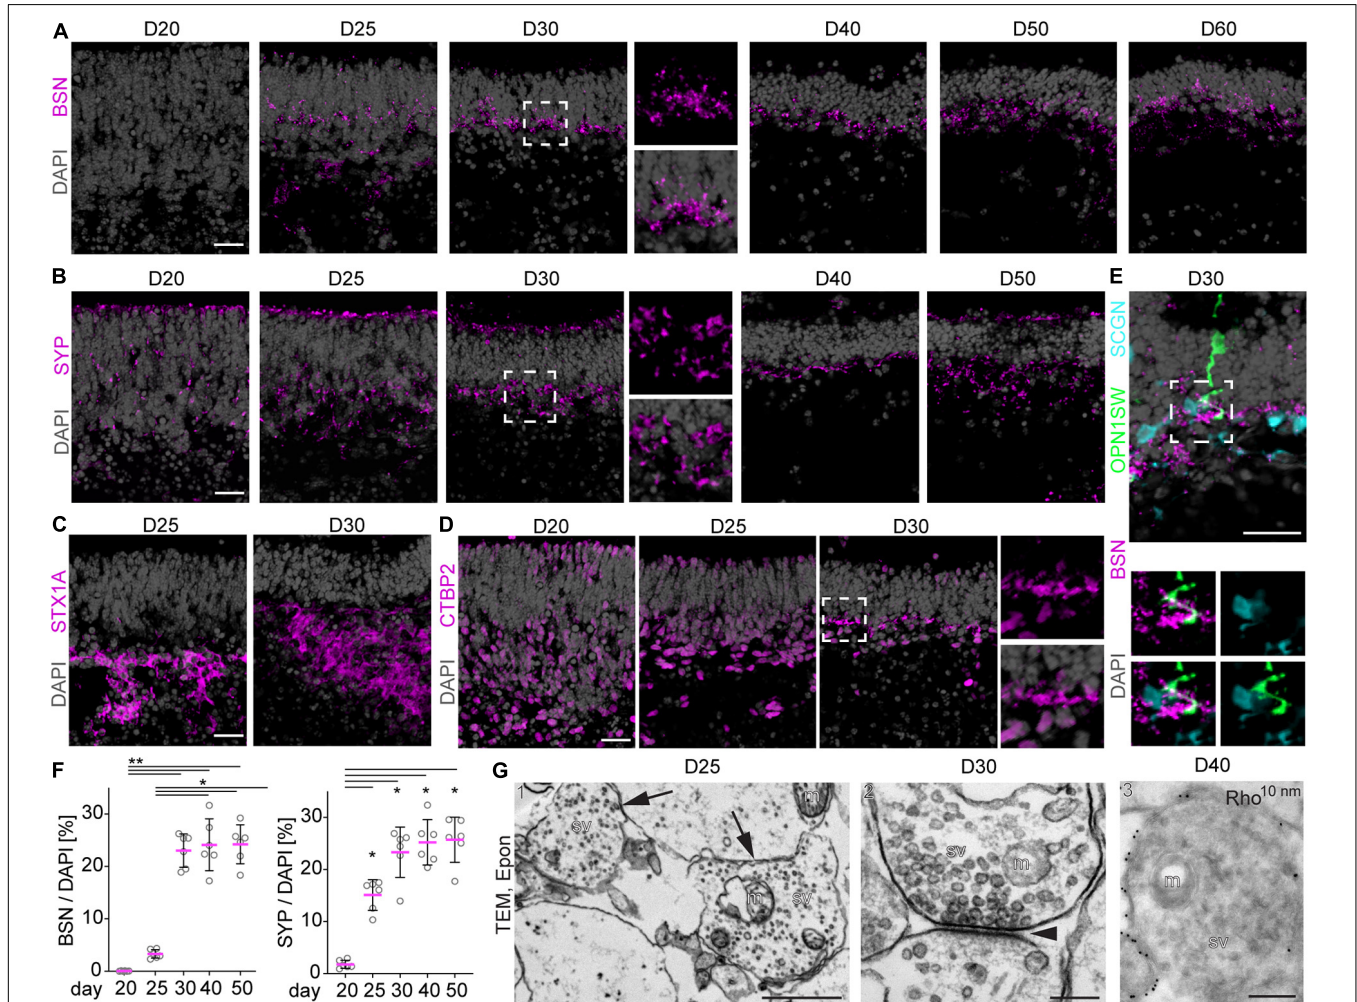 A
D20 D25 D30 D40 D50 D60
DAPI BSN
B
D20 D25 D30 D40 D50
DAPI SYP
E
D30
OPN1SW SCGN
DAPI BSN
C
D25 D30
DAPI STX1A
D
D20 D25 D30
DAPI CTBP2
F
**
*
BSN / DAPI [%]
30
20
10
0
day 20 25 30 40 50
* * * *
SYP / DAPI [%]
30
20
10
0
day 20 25 30 40 50
G
D25 D30 D40
TEM, Epon
1 sv m m sv
2 sv m
3 Rho10 nm m sv